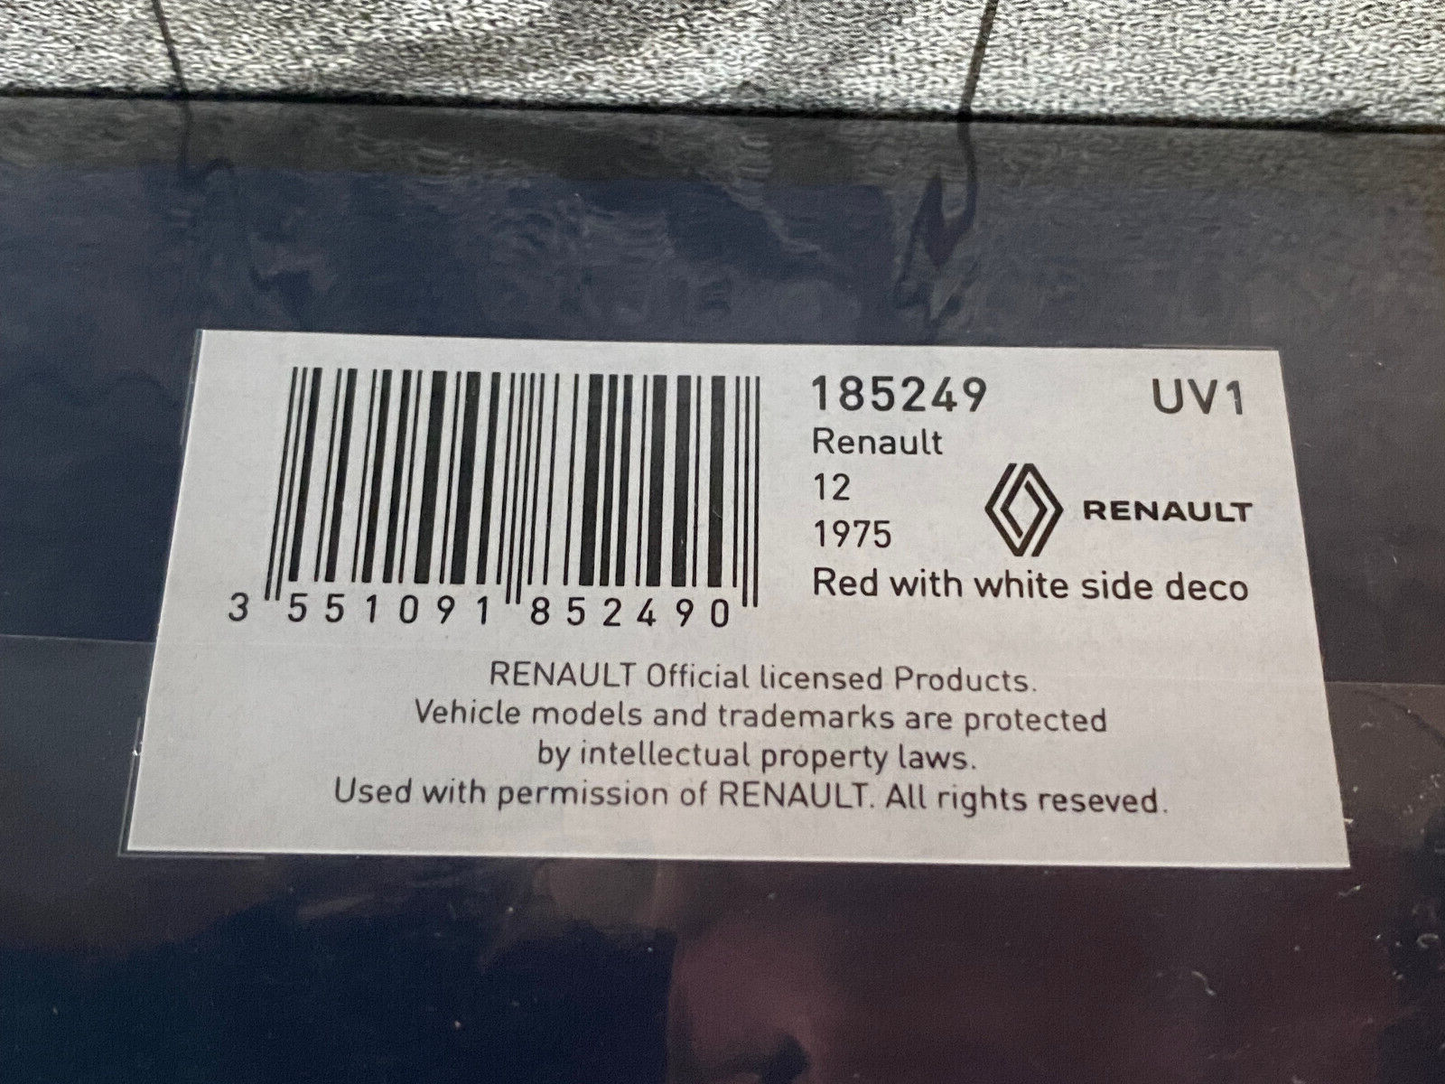 185249 UV1
Renault
12
1975
RENAULT
Red with white side deco
3 551091 852490
RENAULT Official licensed Products.
Vehicle models and trademarks are protected
by intellectual property laws.
Used with permission of RENAULT. All rights reseved.